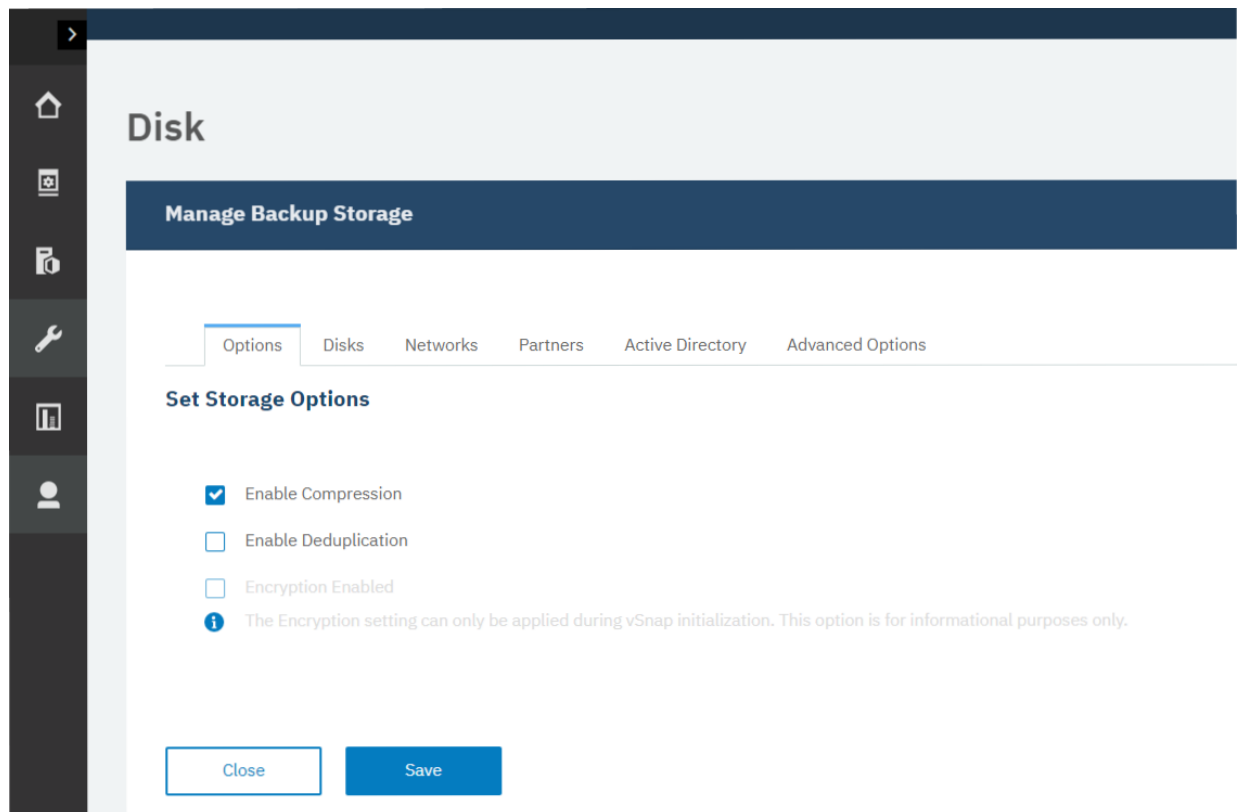 Disk
Manage Backup Storage
Options Disks Networks Partners Active Directory Advanced Options
Set Storage Options
Enable Compression
Enable Deduplication
Encryption Enabled
The Encryption setting can only be applied during vSnap initialization. This option is for informational purposes only.
Close Save